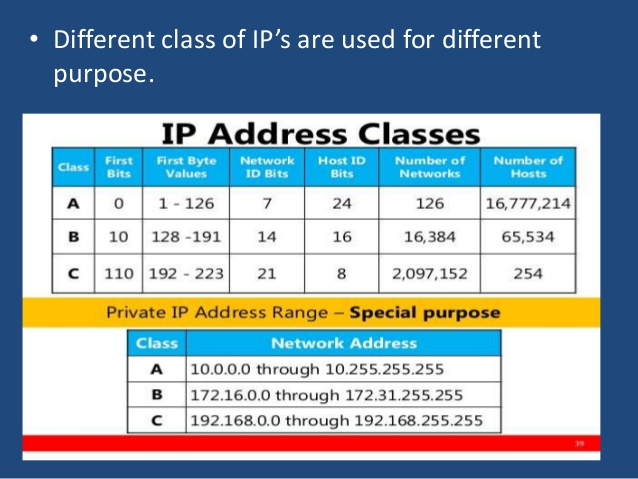 • Different class of IP’s are used for different
purpose.
IP Address Classes
Class First Bits First Byte Values Network ID Bits Host ID Bits Number of Networks Number of Hosts
A 0 1 - 126 7 24 126 16,777,214
B 10 128 -191 14 16 16,384 65,534
C 110 192 - 223 21 8 2,097,152 254
Private IP Address Range – Special purpose
Class Network Address
A 10.0.0.0 through 10.255.255.255
B 172.16.0.0 through 172.31.255.255
C 192.168.0.0 through 192.168.255.255
39